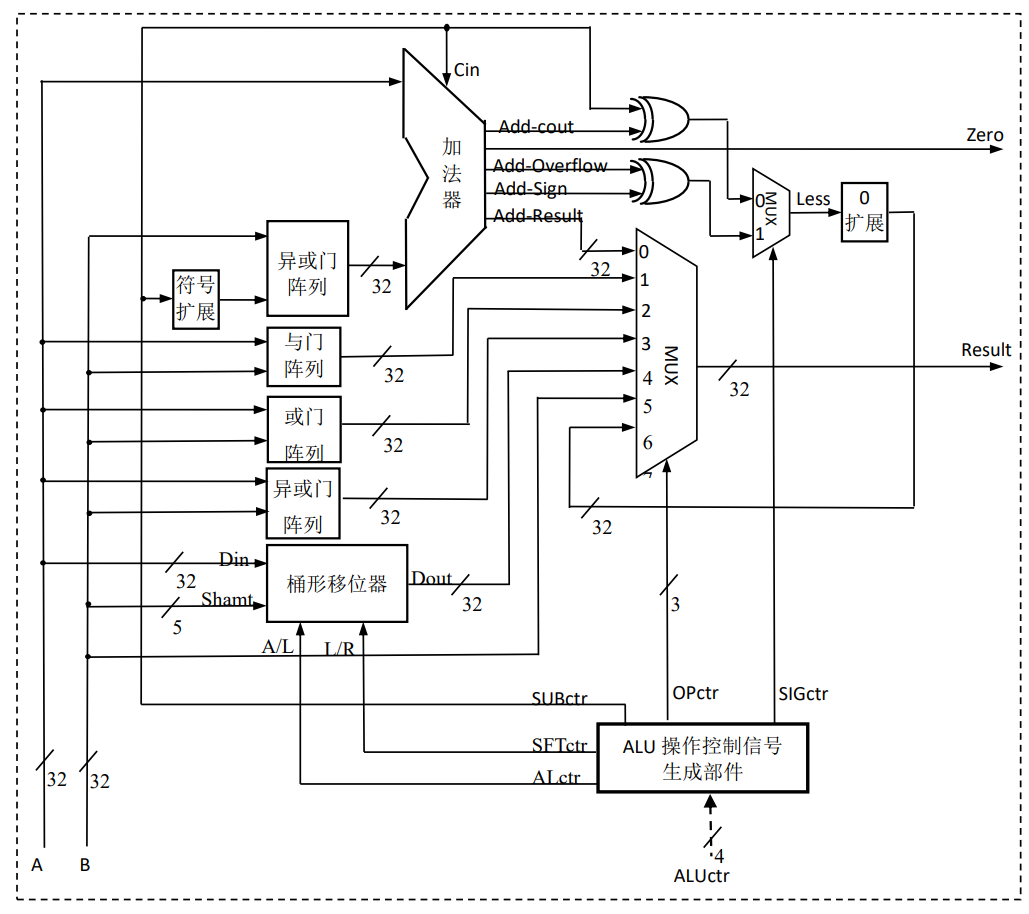 Cin
Add-cout
Zero
加
法
器
Add-Overflow
Add-Sign
Add-Result
0
MUX
1
Less
0
扩展
异或门
阵列
32
符号
扩展
32
0
1
2
3
4
5
6
7
MUX
与门
阵列
32
Result
32
或门
阵列
32
异或门
阵列
32
32
Din
32
桶形移位器
Dout
32
Shamt
5
3
A/L
L/R
SUBctr
OPctr
SIGctr
SFTctr
ALctr
ALU 操作控制信号
生成部件
32
32
4
A
B
ALUctr